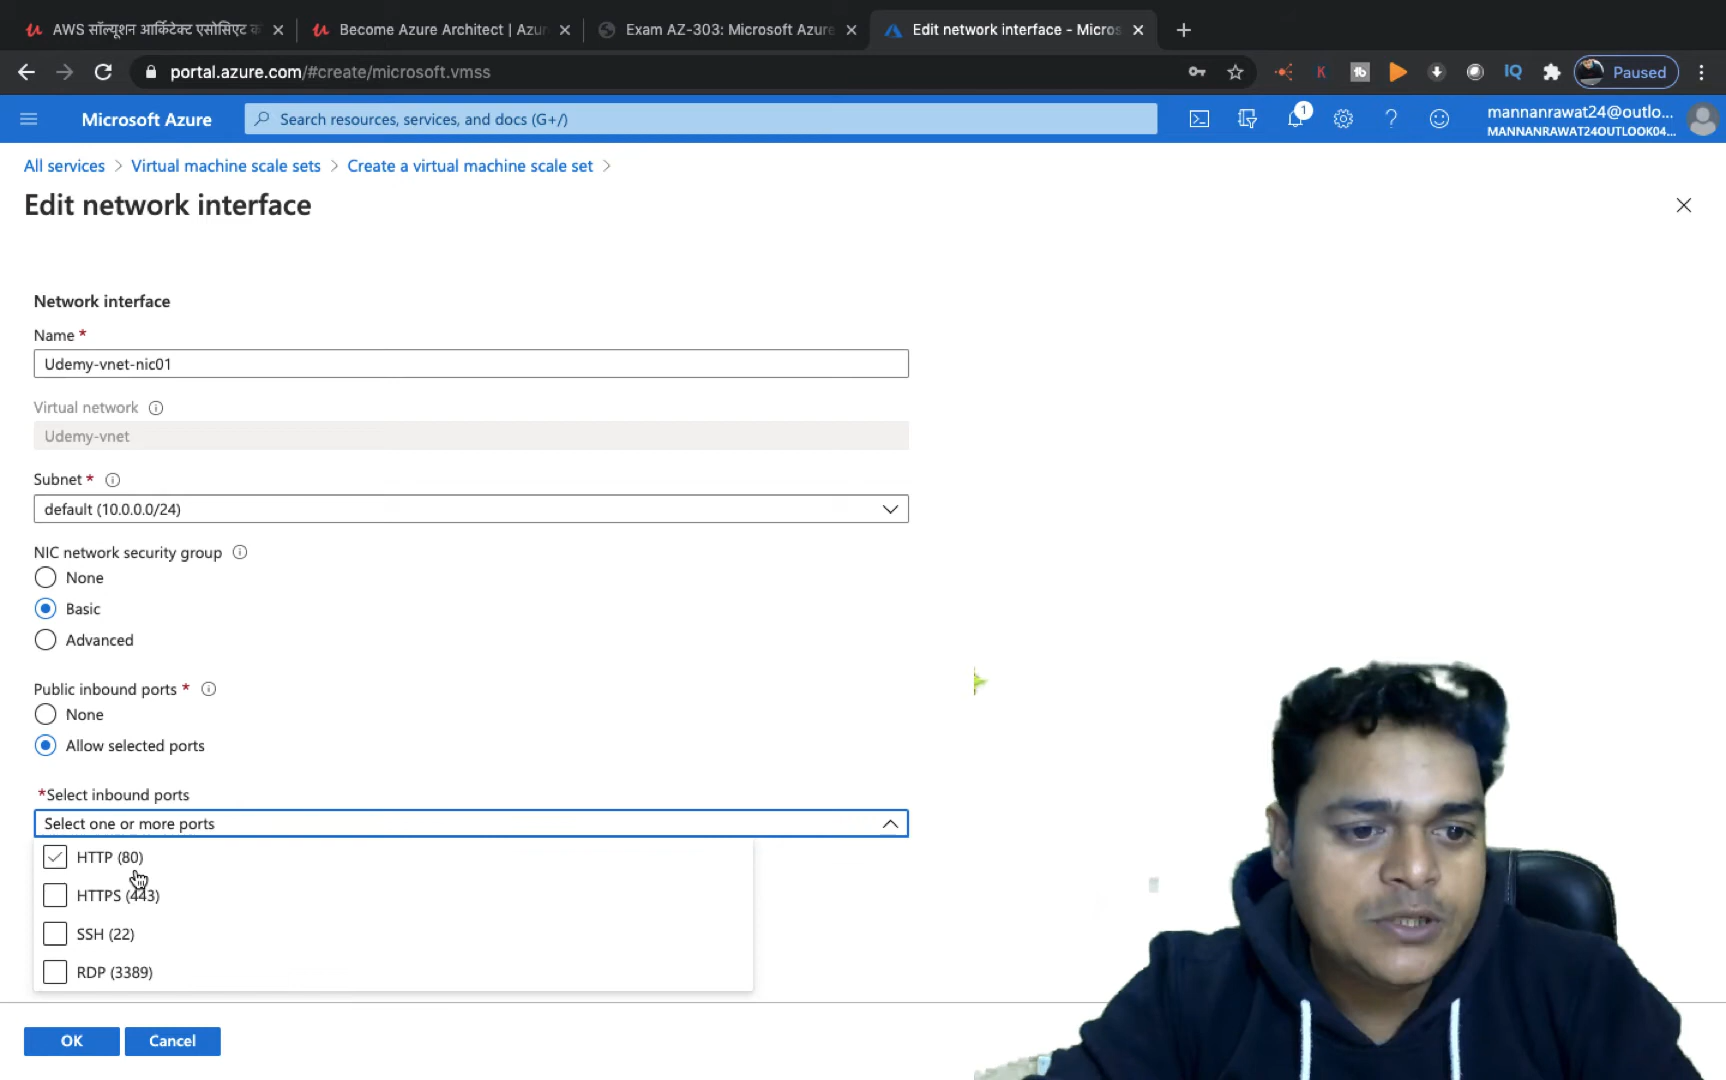 AWS सॉल्यूशन आर्किटेक्ट एसोसिएट क
Become Azure Architect | Azur
Exam AZ-303: Microsoft Azure
Edit network interface - Micros
portal.azure.com/#create/microsoft.vmss
K
tb
IQ
Paused
Microsoft Azure
Search resources, services, and docs (G+/)
1
mannanrawat24@outlo...
MANNANRAWAT24OUTLOOK04...
All services > Virtual machine scale sets > Create a virtual machine scale set >
Edit network interface
Network interface
Name *
Udemy-vnet-nic01
Virtual network
Udemy-vnet
Subnet *
default (10.0.0.0/24)
NIC network security group
None
Basic
Advanced
Public inbound ports *
None
Allow selected ports
*Select inbound ports
Select one or more ports
HTTP (80)
HTTPS (443)
SSH (22)
RDP (3389)
OK
Cancel